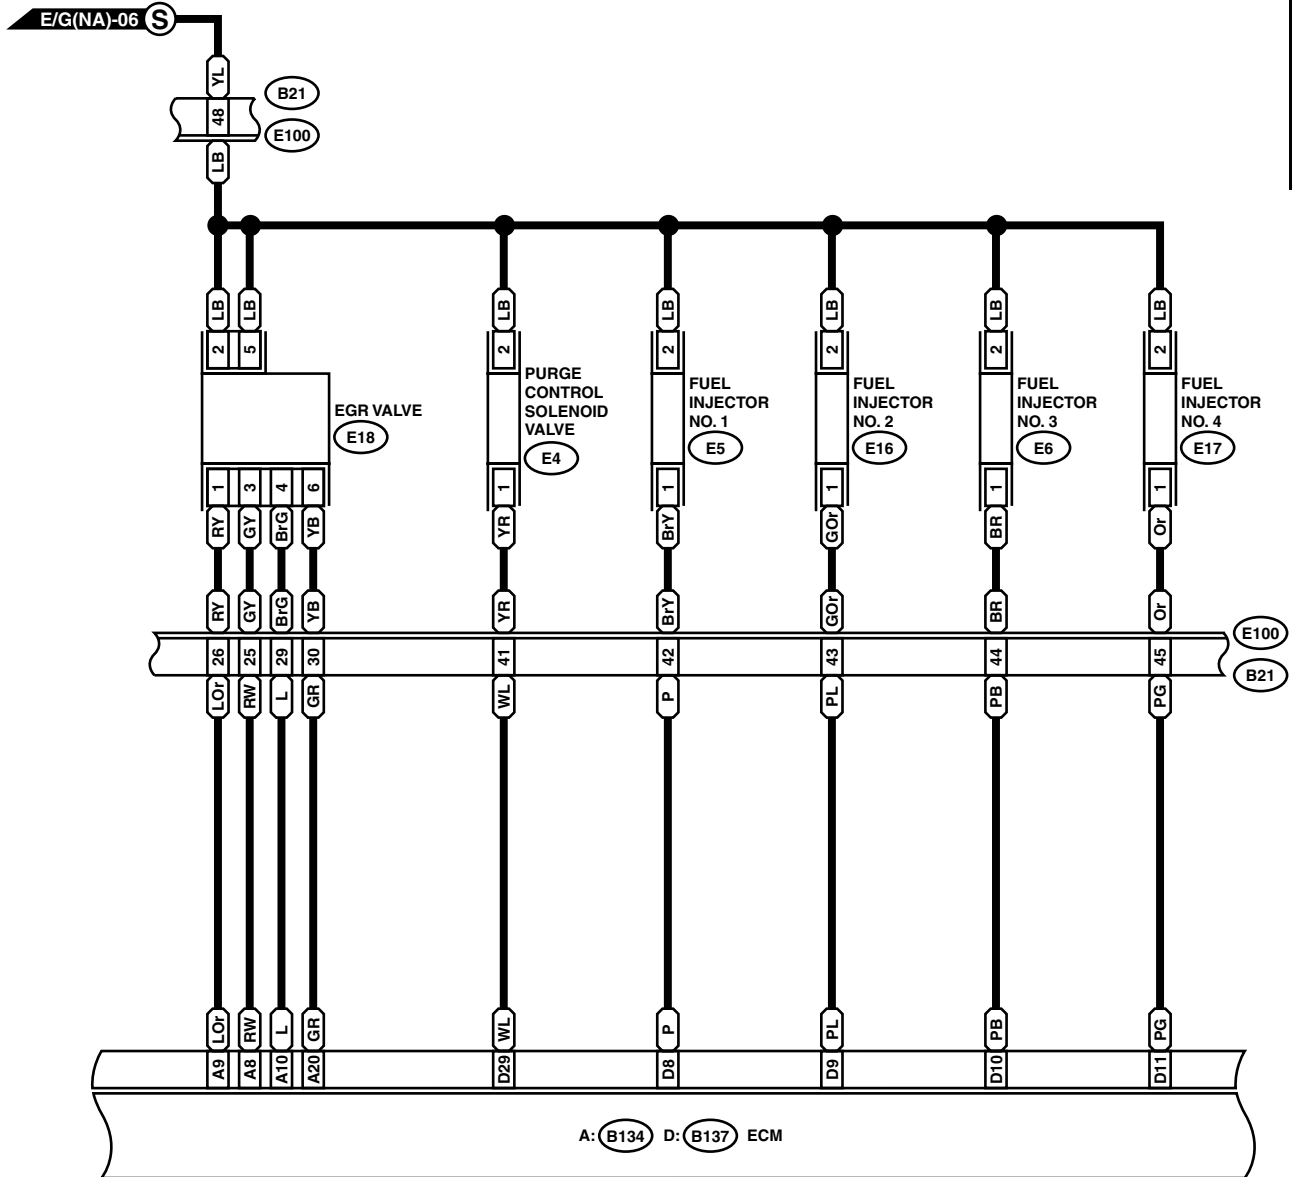 E/G(NA)-06 S
YL
B21
48
E100
LB
LB LB LB LB LB LB LB
2 5 2 2 2 2 2
EGR VALVE
E18
PURGE
CONTROL
SOLENOID
VALVE
E4
FUEL
INJECTOR
NO. 1
E5
FUEL
INJECTOR
NO. 2
E16
FUEL
INJECTOR
NO. 3
E6
FUEL
INJECTOR
NO. 4
E17
1 3 4 6 1 1 1 1 1
RY GY BrG YB YR BrY GOr BR Or
RY GY BrG YB YR BrY GOr BR Or
E100
26 25 29 30 41 42 43 44 45
B21
LOr RW L GR WL P PL PB PG
LOr RW L GR WL P PL PB PG
A9 A8 A10 A20 D29 D8 D9 D10 D11
A: B134 D: B137 ECM